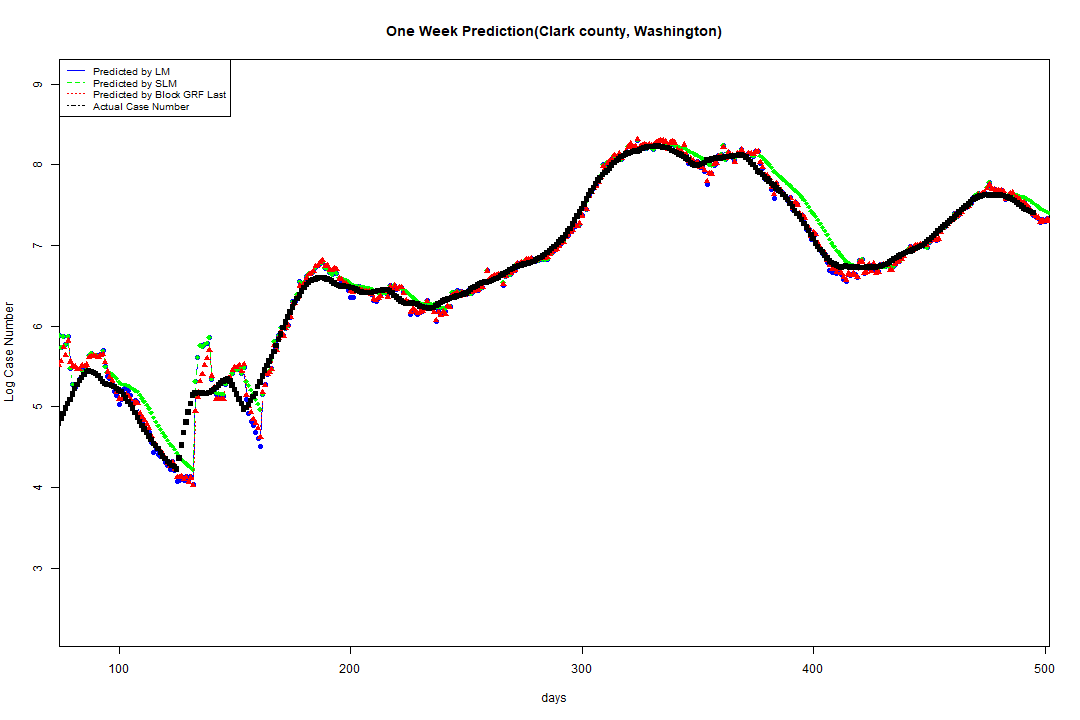 One Week Prediction(Clark county, Washington)
Predicted by LM
Predicted by SLM
Predicted by Block GRF Last
Actual Case Number
9
8
7
6
5
4
3
Log Case Number
100 200 300 400 500
days